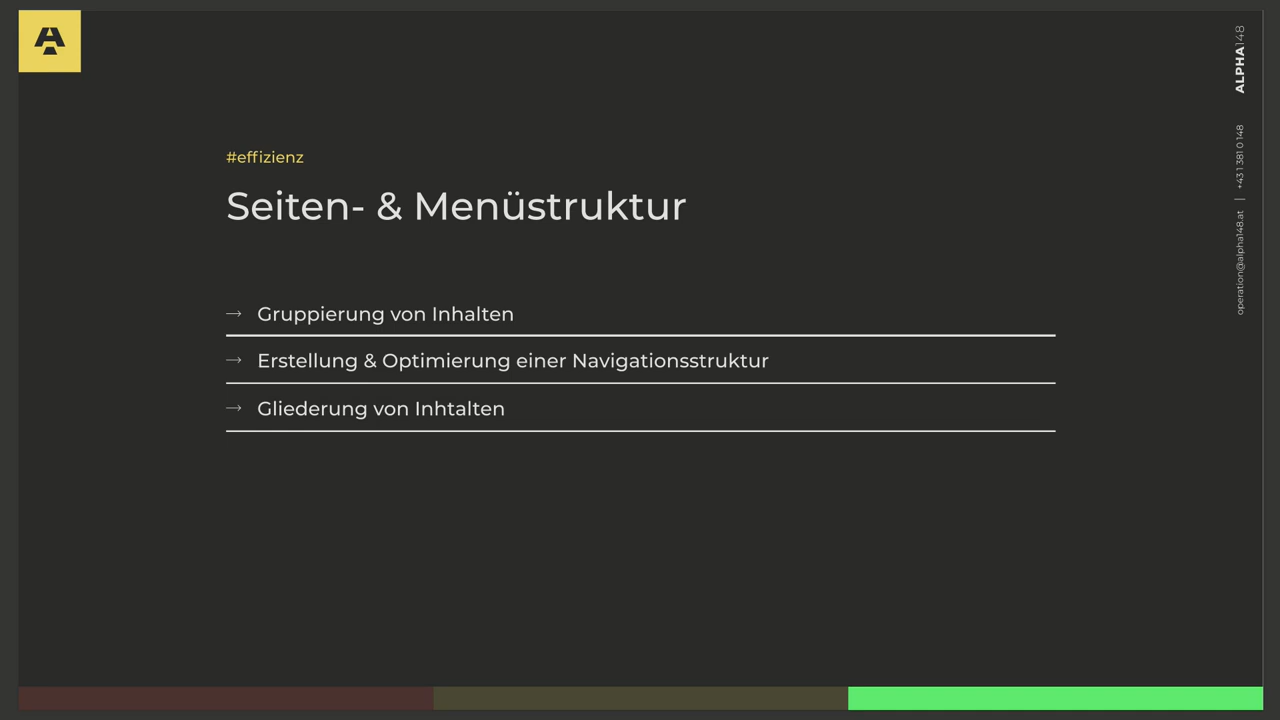 #effizienz
Seiten- & Menüstruktur
→ Gruppierung von Inhalten
→ Erstellung & Optimierung einer Navigationsstruktur
→ Gliederung von Inhtalten
ALPHA148
+43 1 381 0 148
operation@alpha148.at